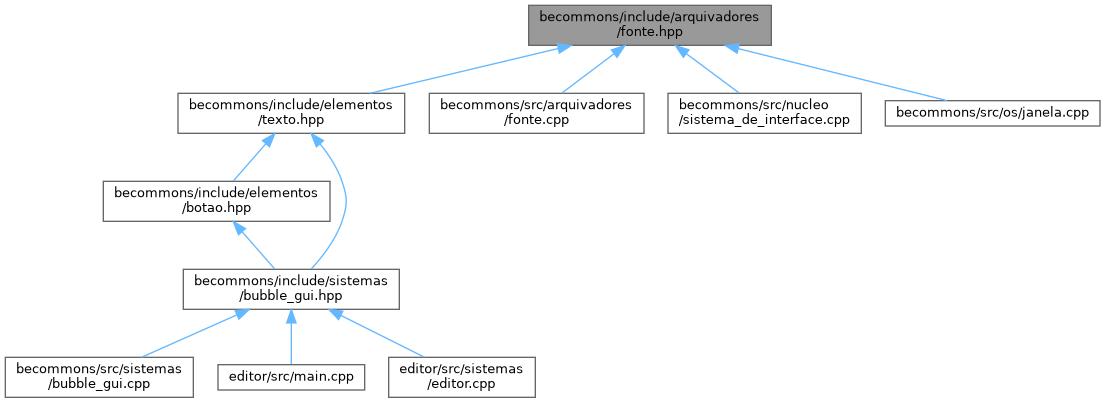 becommons/include/arquivadores
/fonte.hpp
becommons/include/elementos
/texto.hpp
becommons/src/arquivadores
/fonte.cpp
becommons/src/nucleo
/sistema_de_interface.cpp
becommons/src/os/janela.cpp
becommons/include/elementos
/botao.hpp
becommons/include/sistemas
/bubble_gui.hpp
becommons/src/sistemas
/bubble_gui.cpp
editor/src/main.cpp
editor/src/sistemas
/editor.cpp